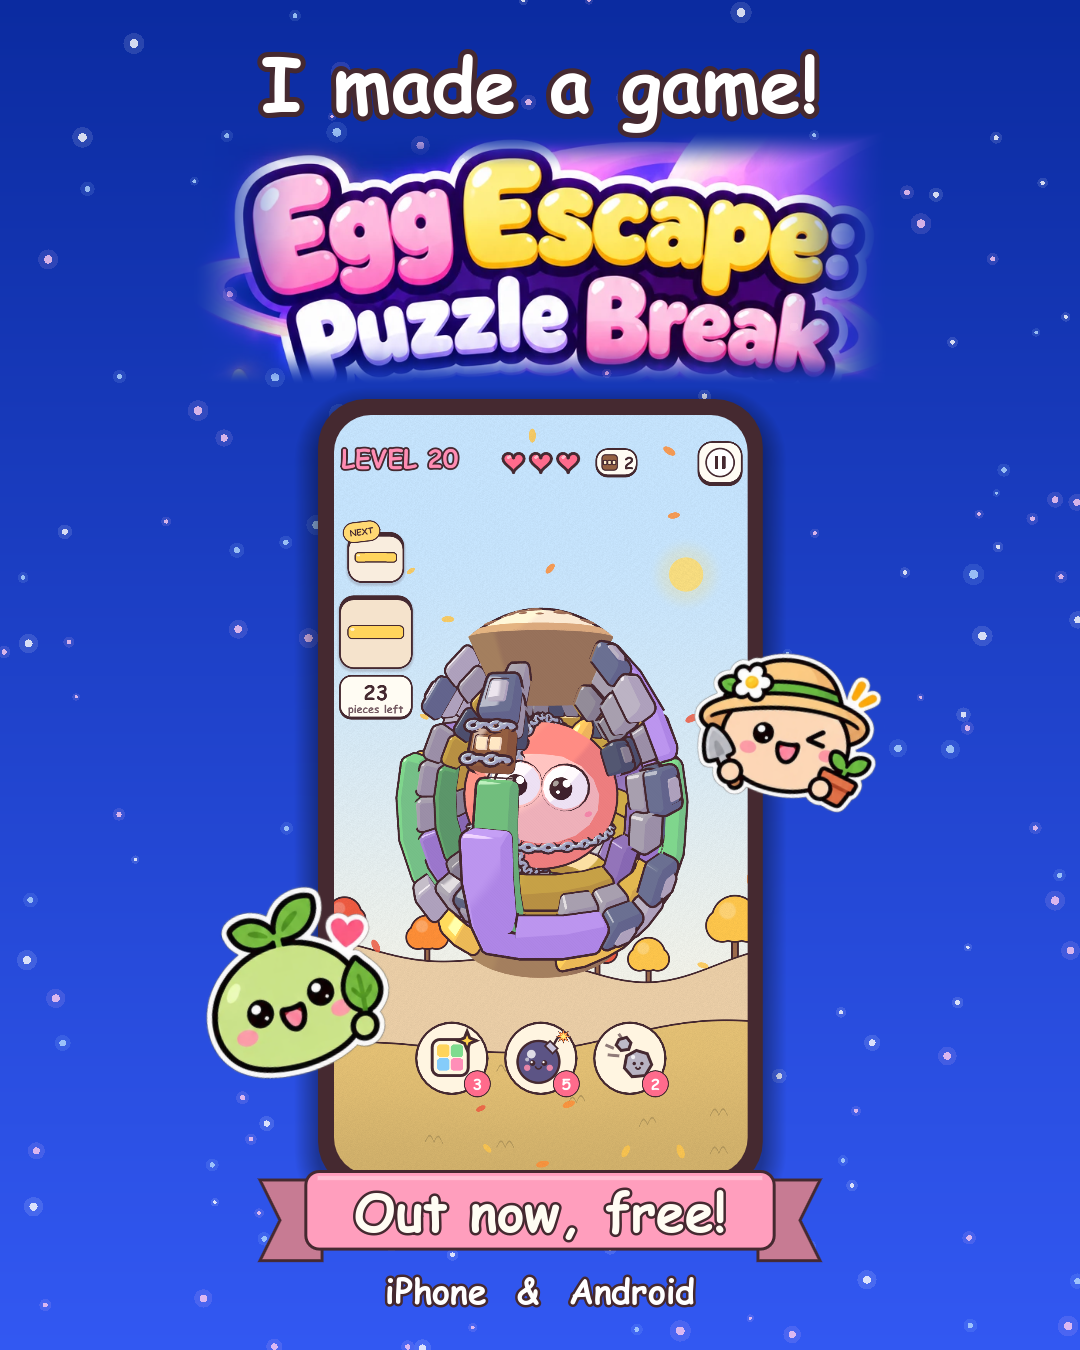 I made a game!
Egg Escape:
Puzzle Break
LEVEL 20
2
NEXT
23
pieces left
3
5
2
Out now, free!
iPhone & Android